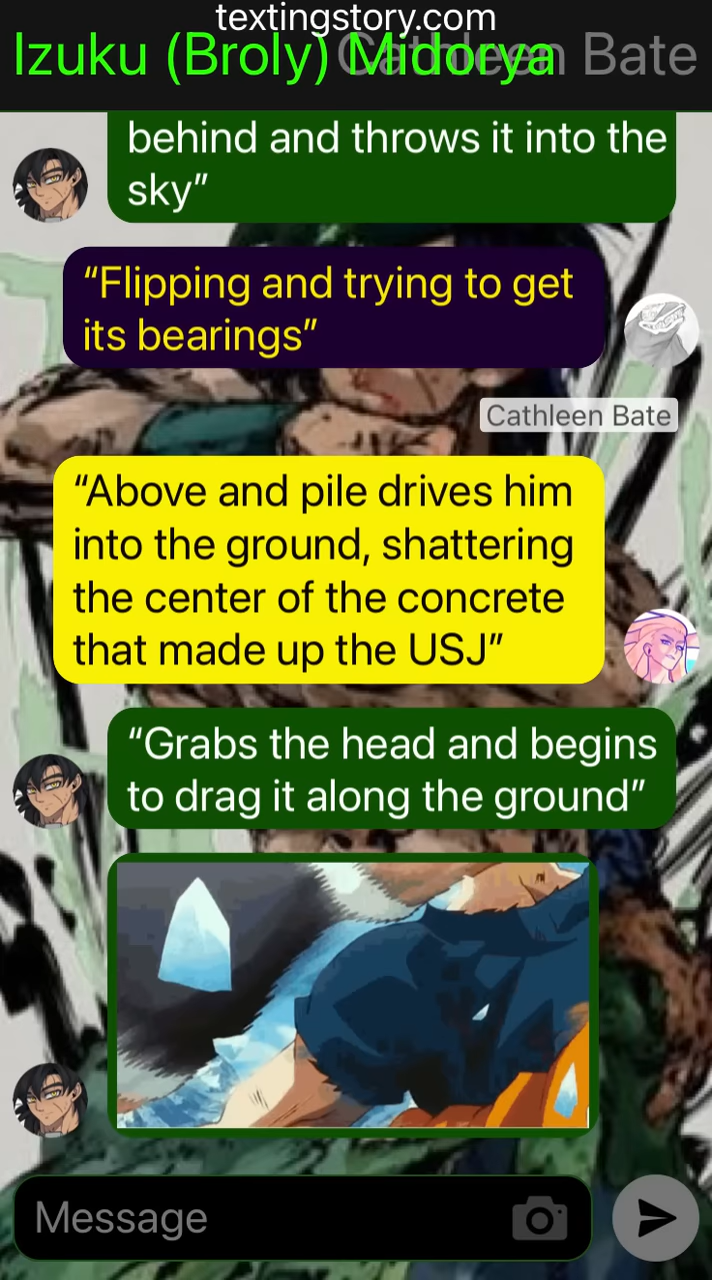 textingstory.com
Izuku (Broly) Midorya
Cathleen Bate
behind and throws it into the
sky”
“Flipping and trying to get
its bearings”
Cathleen Bate
“Above and pile drives him
into the ground, shattering
the center of the concrete
that made up the USJ”
“Grabs the head and begins
to drag it along the ground”
Message